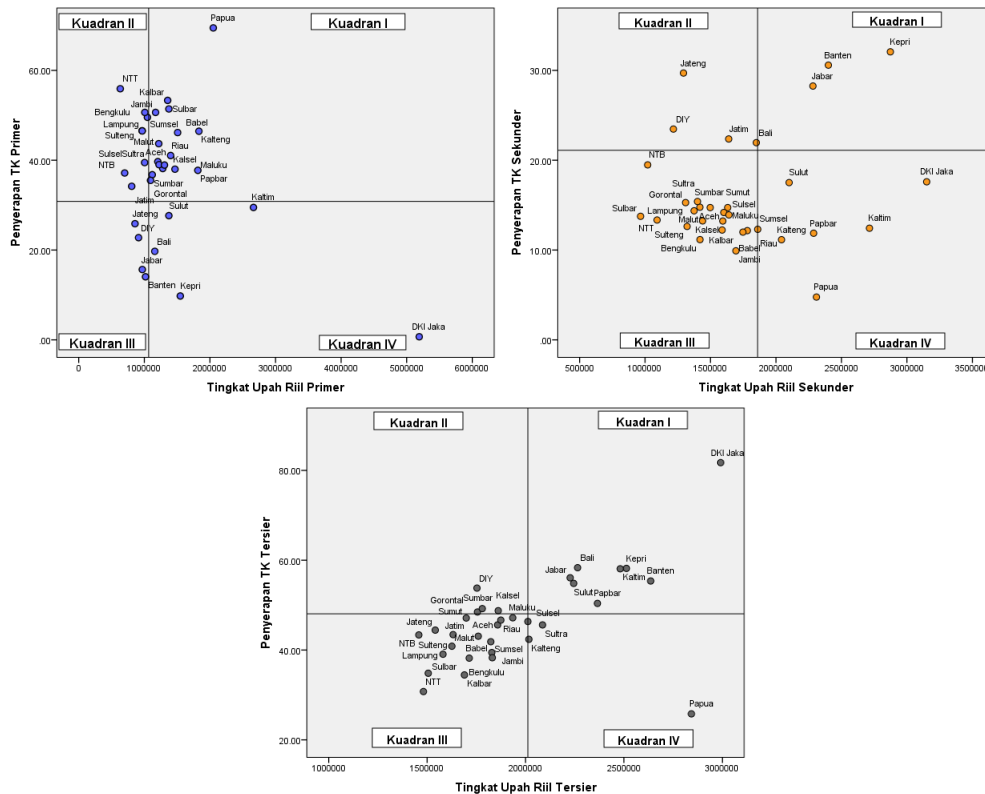 Kuadran II
Kuadran I
Papua
60.00
NTT
Kalbar
Jambi
Sulbar
Bengkulu
Lampung
Sumsel
Babel
Sulteng
Kalteng
Malut
Riau
40.00
SulselSutra
Aceh
Kalsel
NTB
Maluku
Sumbar
Papbar
Gorontal
Jatim
Sulut
Kaltim
Jateng
DIY
20.00
Bali
Jabar
Banten
Kepri
DKI Jaka
.00
Kuadran III
Kuadran IV
0
1000000
2000000
3000000
4000000
5000000
6000000
Penyerapan TK Primer
Tingkat Upah Riil Primer
Kuadran II
Kuadran I
Kepri
Banten
Jateng
Jabar
30.00
DIY
Jatim
Bali
20.00
NTB
Sulut
DKI Jaka
Sutra
Gorontal
Sumbar
Sumut
Sulbar
Lampung
Sulsel
Malut
Aceh
Maluku
NTT
Kalsel
Sumsel
Papbar
Kaltim
Sulteng
Kalbar
Kalteng
Bengkulu
Babel
Riau
10.00
Jambi
Papua
.00
Kuadran III
Kuadran IV
500000
1000000
1500000
2000000
2500000
3000000
Penyerapan TK Sekunder
Tingkat Upah Riil Sekunder
Kuadran II
Kuadran I
DKI Jaka
80.00
60.00
Bali
Kepri
Jabar
Kaltim
Banten
DIY
Sulut
Papbar
Gorontal
Sumbar
Kalsel
Sumut
Maluku
Sulsel
Jateng
Jatim
Aceh
Riau
Sutra
NTB
Sulteng
Malut
Kalteng
40.00
Lampung
Babel
Sumsel
Sulbar
Jambi
NTT
Bengkulu
Kalbar
Papua
20.00
Kuadran III
Kuadran IV
1000000
1500000
2000000
2500000
3000000
Penyerapan TK Tersier
Tingkat Upah Riil Tersier